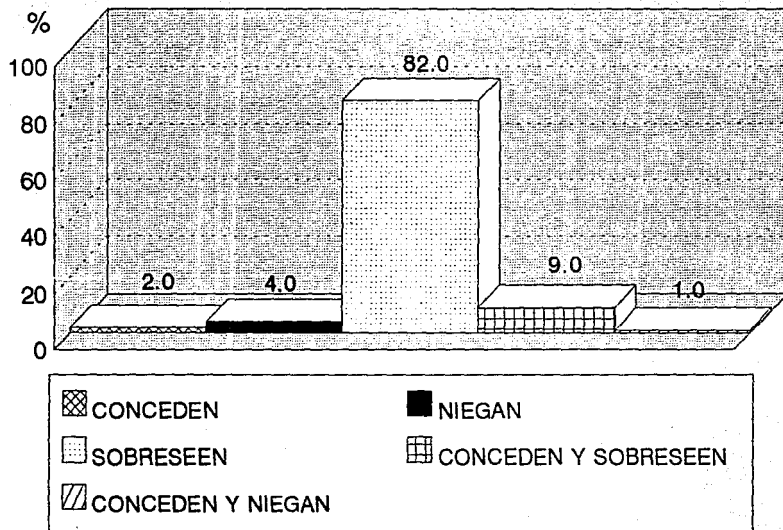 %
100
80
60
40
20
0
2.0
4.0
82.0
9.0
1.0
CONCEDEN
NIEGAN
SOBRESEEN
CONCEDEN Y SOBRESEEN
CONCEDEN Y NIEGAN